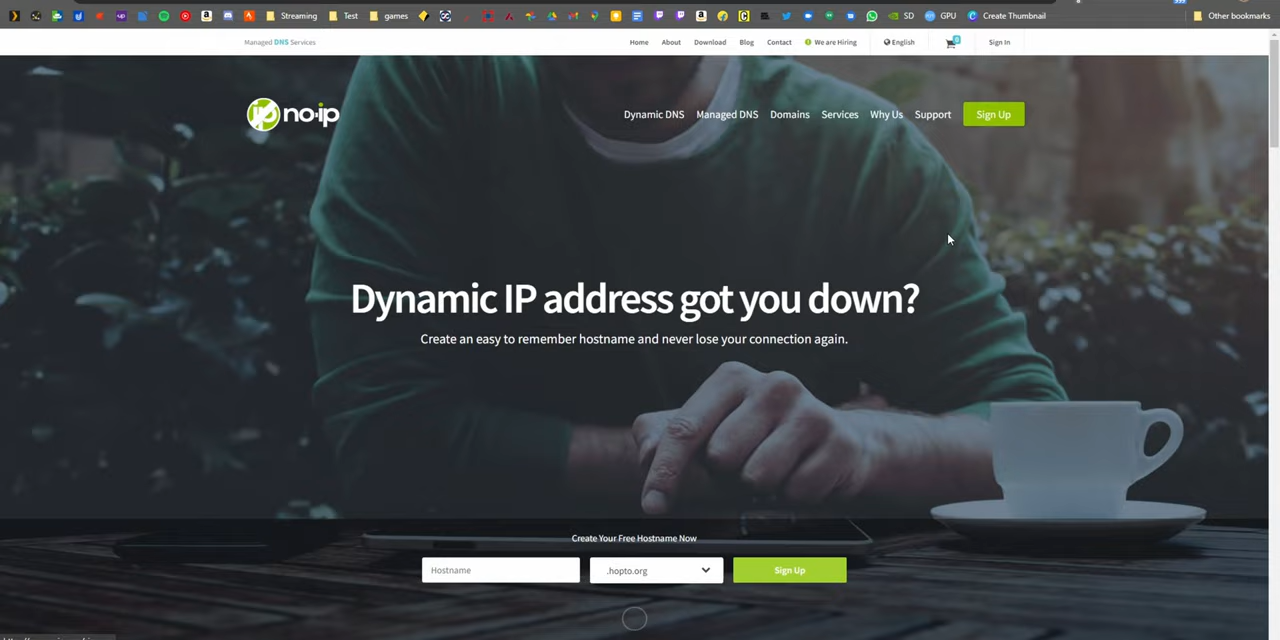 Streaming
Test
games
SD
GPU
Create Thumbnail
Other bookmarks
Managed DNS Services
Home
About
Download
Blog
Contact
We are Hiring
English
0
Sign In
no-ip
Dynamic DNS
Managed DNS
Domains
Services
Why Us
Support
Sign Up
Dynamic IP address got you down?
Create an easy to remember hostname and never lose your connection again.
Create Your Free Hostname Now
Hostname
.hopto.org
Sign Up